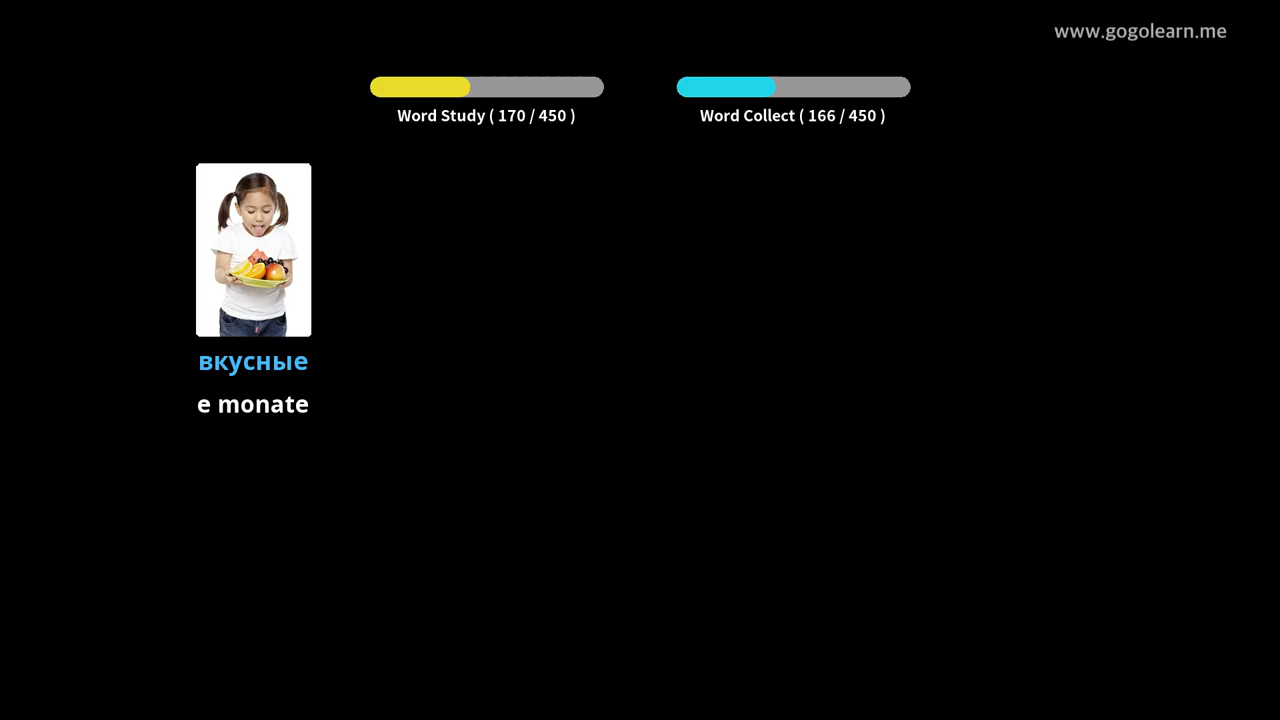 www.gogolearn.me
Word Study ( 170 / 450 )
Word Collect ( 166 / 450 )
вкусные
e monate